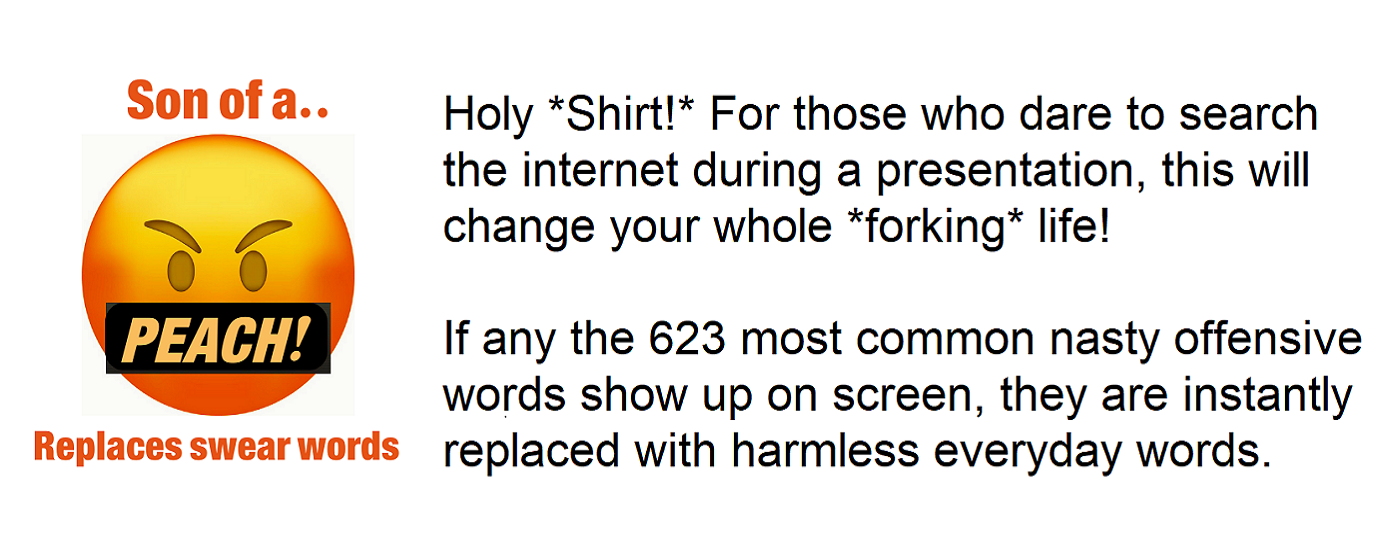 Son of a..
PEACH!
Replaces swear words
Holy *Shirt!* For those who dare to search
the internet during a presentation, this will
change your whole *forking* life!
If any the 623 most common nasty offensive
words show up on screen, they are instantly
replaced with harmless everyday words.